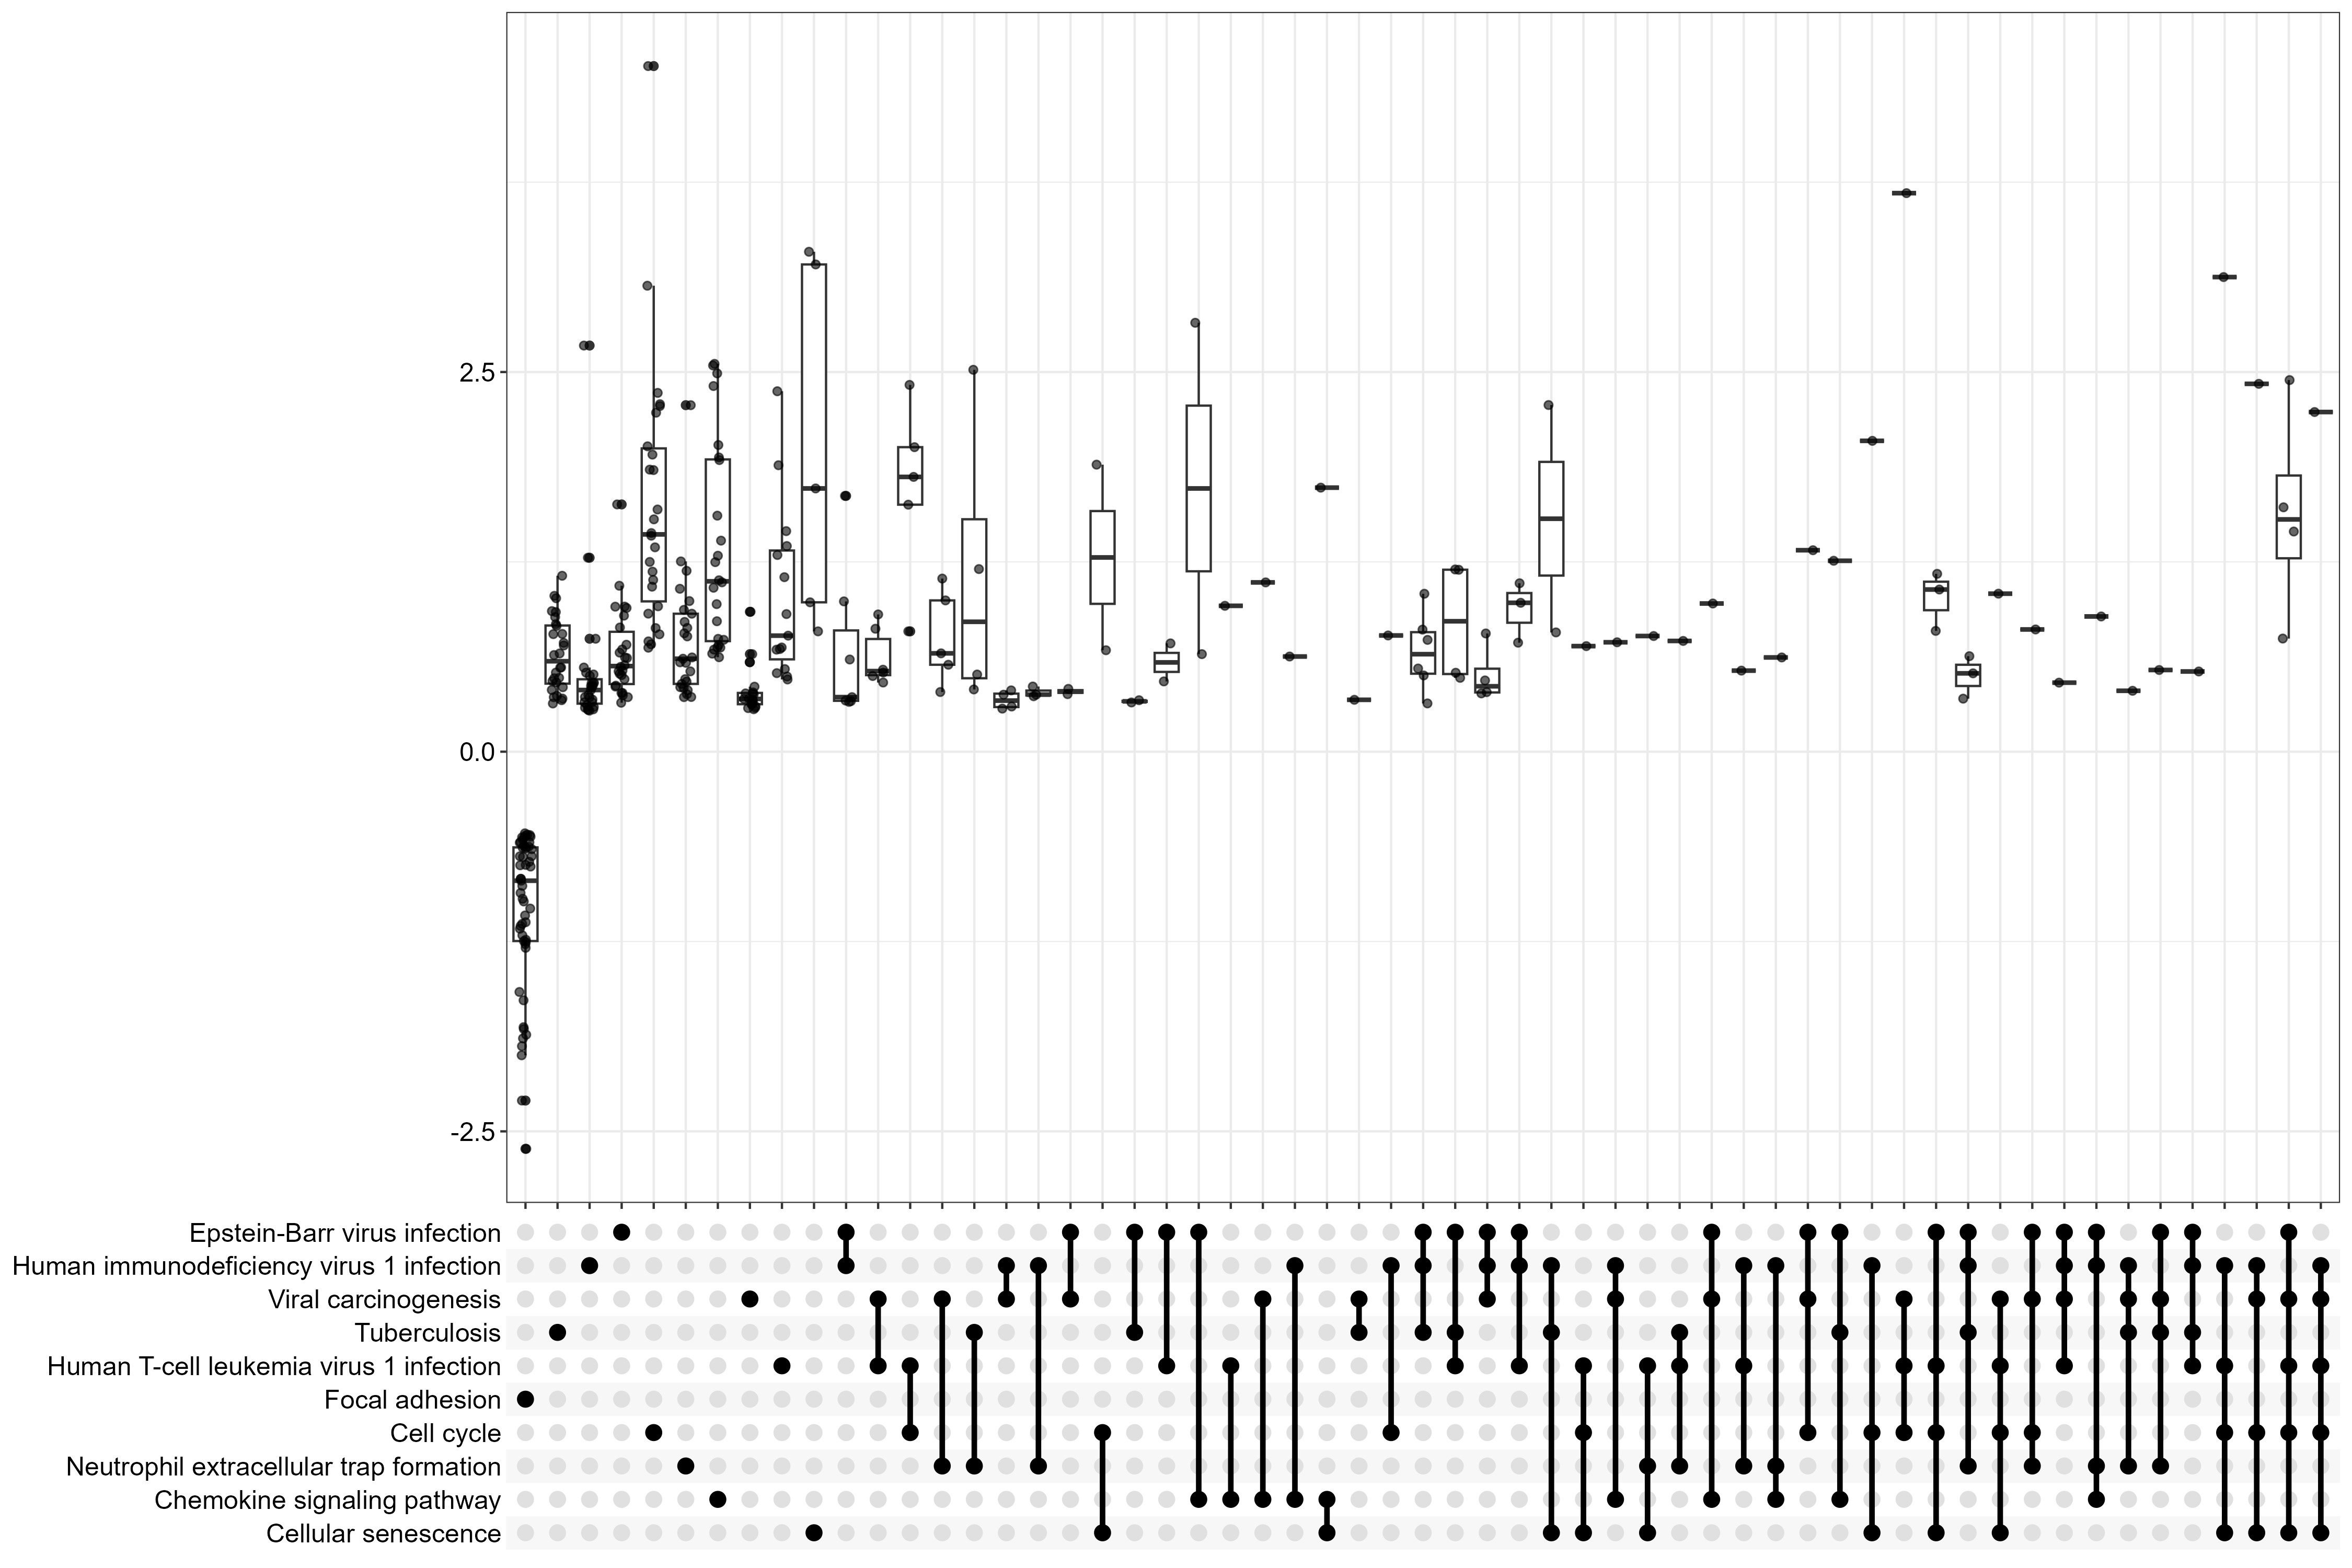 2.5
0.0
-2.5
Epstein-Barr virus infection
Human immunodeficiency virus 1 infection
Viral carcinogenesis
Tuberculosis
Human T-cell leukemia virus 1 infection
Focal adhesion
Cell cycle
Neutrophil extracellular trap formation
Chemokine signaling pathway
Cellular senescence